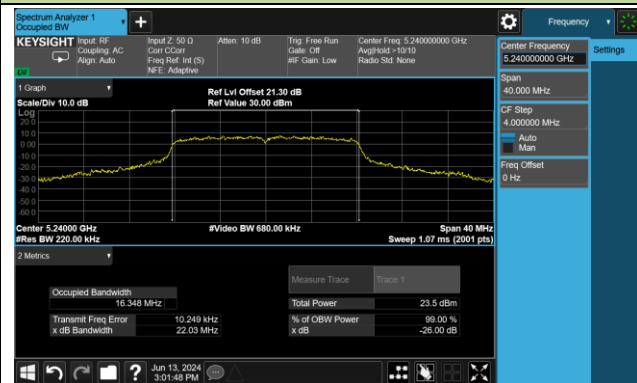 Spectrum Analyzer 1
Occupied BW
Frequency
KEYSIGHT
Input: RF
Coupling: AC
Align: Auto
Input Z: 50 Ω
Corr CCorr
Freq Ref: Int (S)
NFE: Adaptive
Atten: 10 dB
Trig: Free Run
Gate: Off
#IF Gain: Low
Center Freq: 5.240000000 GHz
Avg|Hold:>10/10
Radio Std: None
Center Frequency
5.240000000 GHz
Settings
Span
40.000 MHz
CF Step
4.000000 MHz
Auto
Man
Freq Offset
0 Hz
1 Graph
Scale/Div 10.0 dB
Ref Lvl Offset 21.30 dB
Ref Value 30.00 dBm
Log
20.0
10.0
0.00
-10.0
-20.0
-30.0
-40.0
-50.0
-60.0
Center 5.24000 GHz
#Res BW 220.00 kHz
#Video BW 680.00 kHz
Span 40 MHz
Sweep 1.07 ms (2001 pts)
2 Metrics
Measure Trace
Trace 1
Occupied Bandwidth
16.348 MHz
Total Power
23.5 dBm
Transmit Freq Error
10.249 kHz
% of OBW Power
99.00 %
x dB Bandwidth
22.03 MHz
x dB
-26.00 dB
Jun 13, 2024
3:01:48 PM